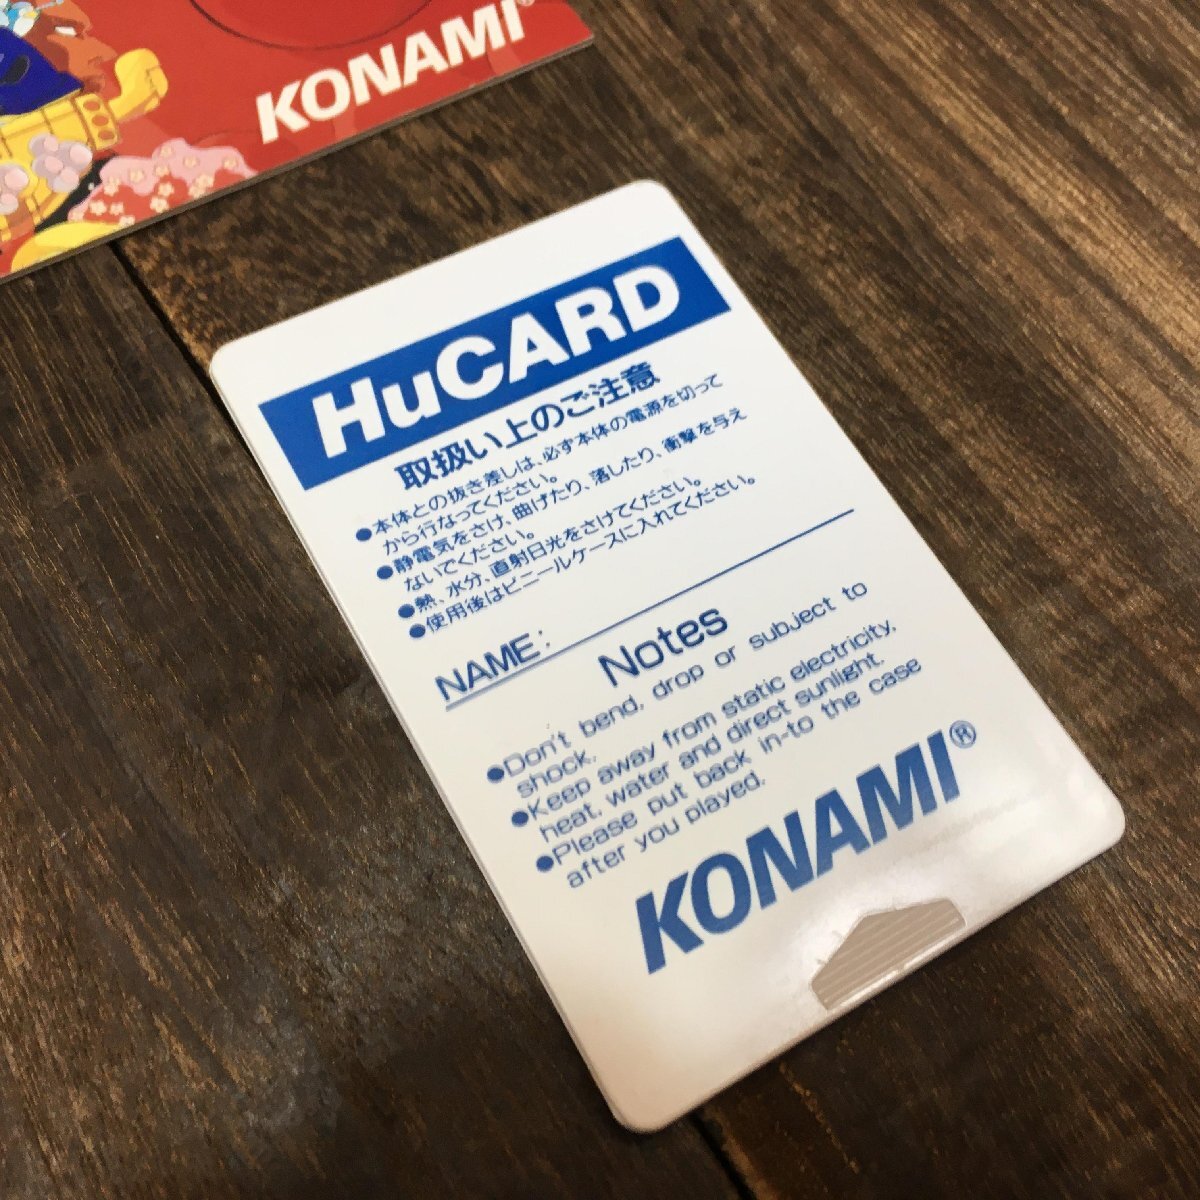 KONAMI®
HuCARD
取扱い上のご注意
●本体との抜き差しは、必ず本体の電源を切って
から行なってください。
●静電気をさけ、曲げたり、落したり、衝撃を与え
ないでください。
●熱、水分、直射日光をさけてください。
●使用後はビニールケースに入れてください。
NAME:
Notes
●Don't bend, drop or subject to
shock.
●Keep away from static electricity,
heat, water and direct sunlight.
●Please put back in-to the case
after you played.
KONAMI®